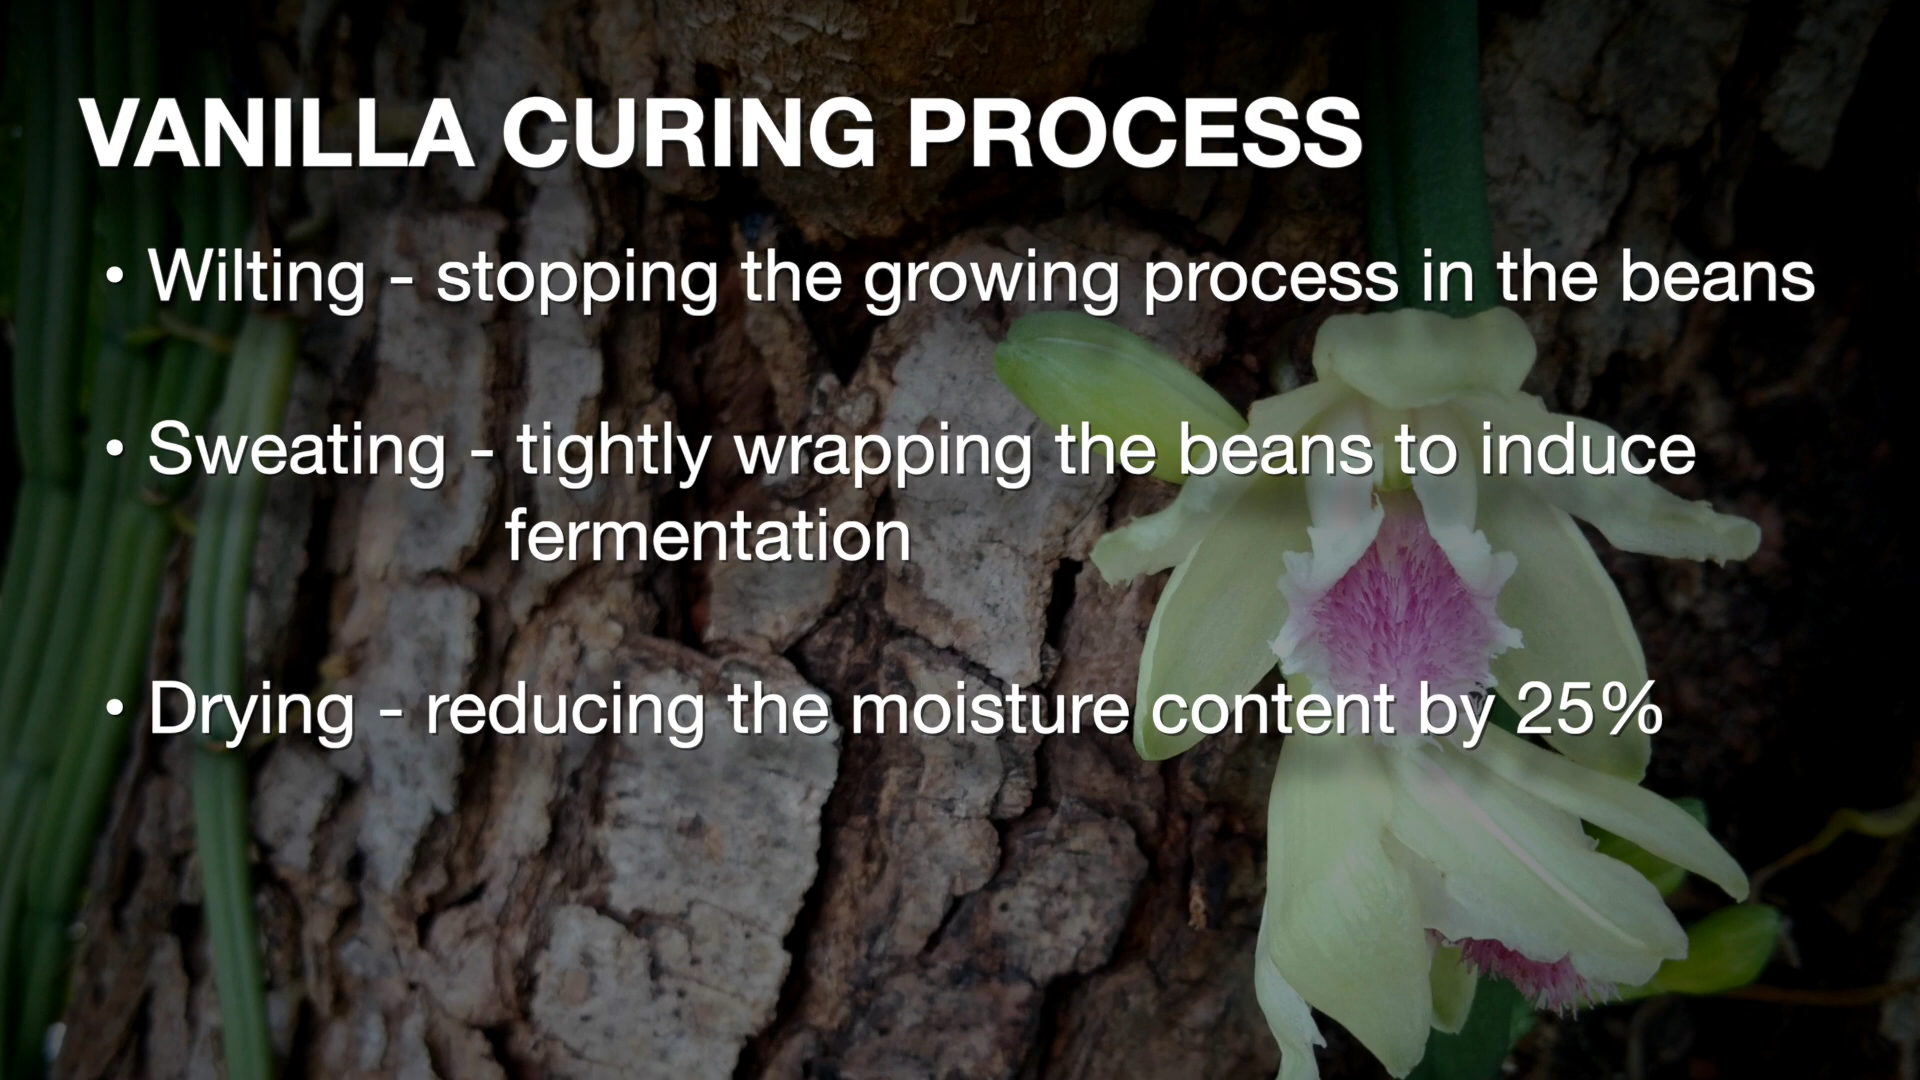 VANILLA CURING PROCESS
• Wilting - stopping the growing process in the beans
• Sweating - tightly wrapping the beans to induce
fermentation
• Drying - reducing the moisture content by 25%